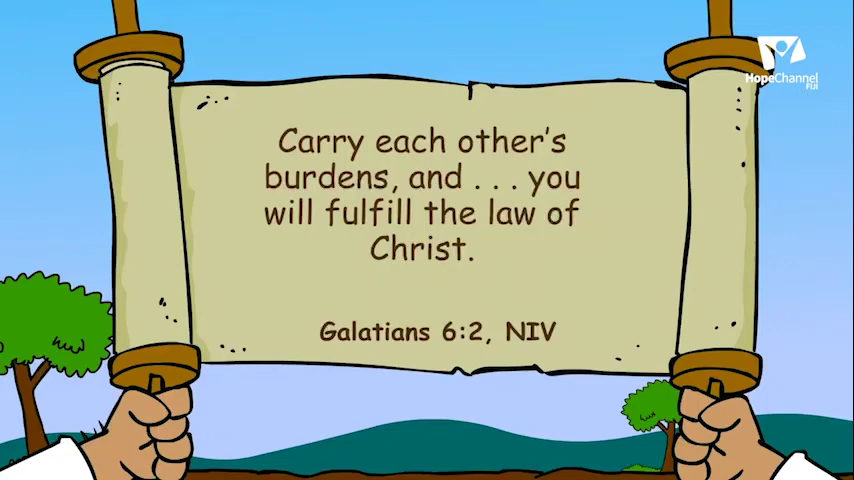 HopeChannel
FIJI
Carry each other's
burdens, and . . . you
will fulfill the law of
Christ.
Galatians 6:2, NIV